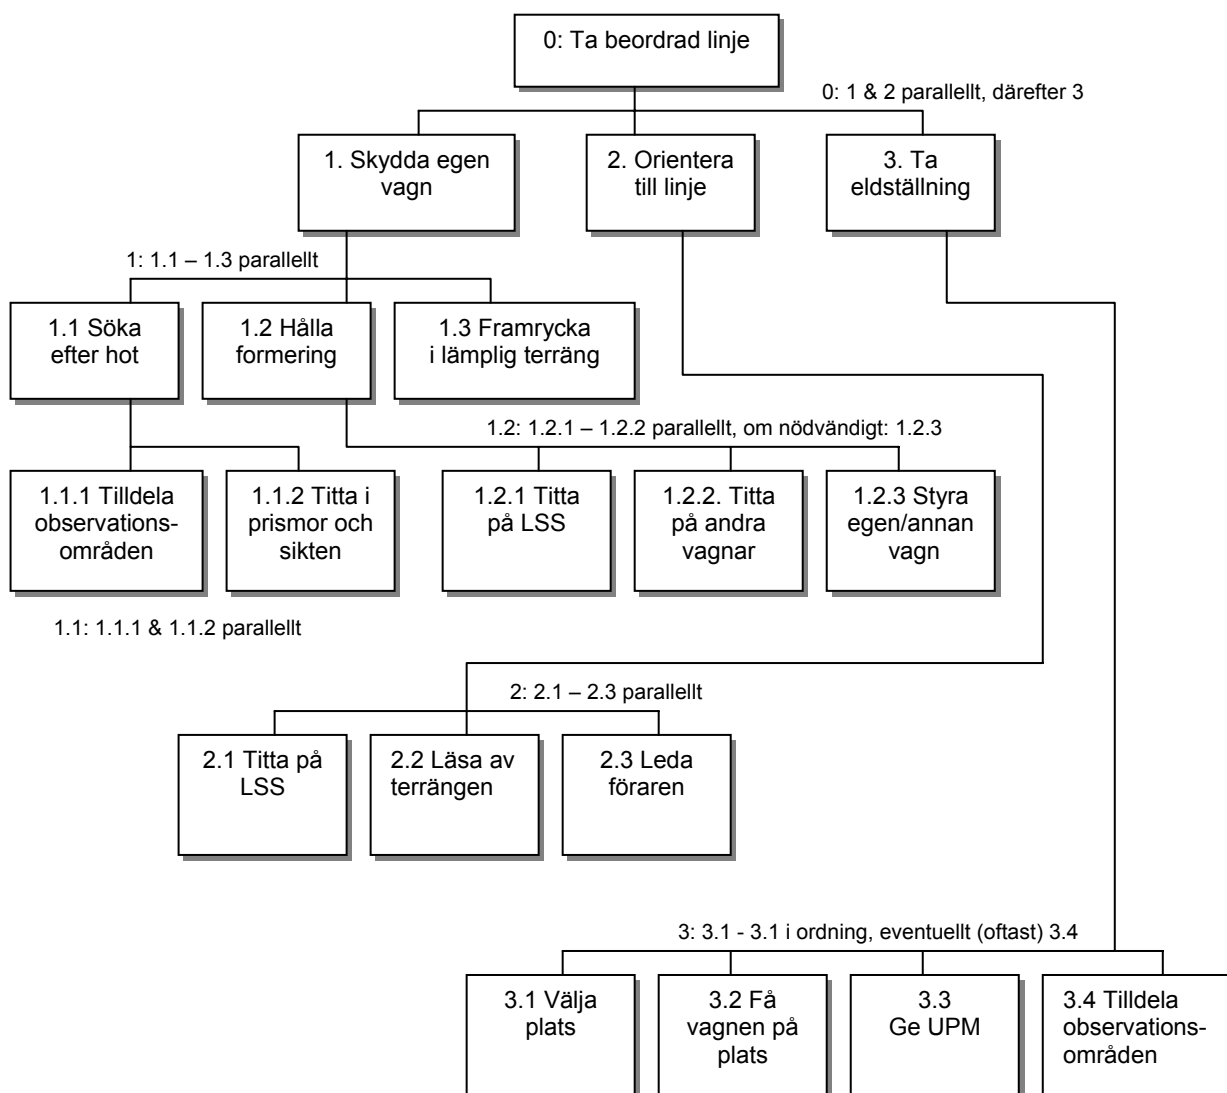 0: Ta beordrad linje
0: 1 & 2 parallellt, därefter 3
1. Skydda egen
vagn
2. Orientera
till linje
3. Ta
eldställning
1: 1.1 – 1.3 parallellt
1.1 Söka
efter hot
1.2 Hålla
formering
1.3 Framrycka
i lämplig terräng
1.2: 1.2.1 – 1.2.2 parallellt, om nödvändigt: 1.2.3
1.1.1 Tilldela
observations-
områden
1.1.2 Titta i
prismor och
sikten
1.2.1 Titta
på LSS
1.2.2. Titta
på andra
vagnar
1.2.3 Styra
egen/annan
vagn
1.1: 1.1.1 & 1.1.2 parallellt
2: 2.1 – 2.3 parallellt
2.1 Titta på
LSS
2.2 Läsa av
terrängen
2.3 Leda
föraren
3: 3.1 - 3.1 i ordning, eventuellt (oftast) 3.4
3.1 Välja
plats
3.2 Få
vagnen på
plats
3.3
Ge UPM
3.4 Tilldela
observations-
områden